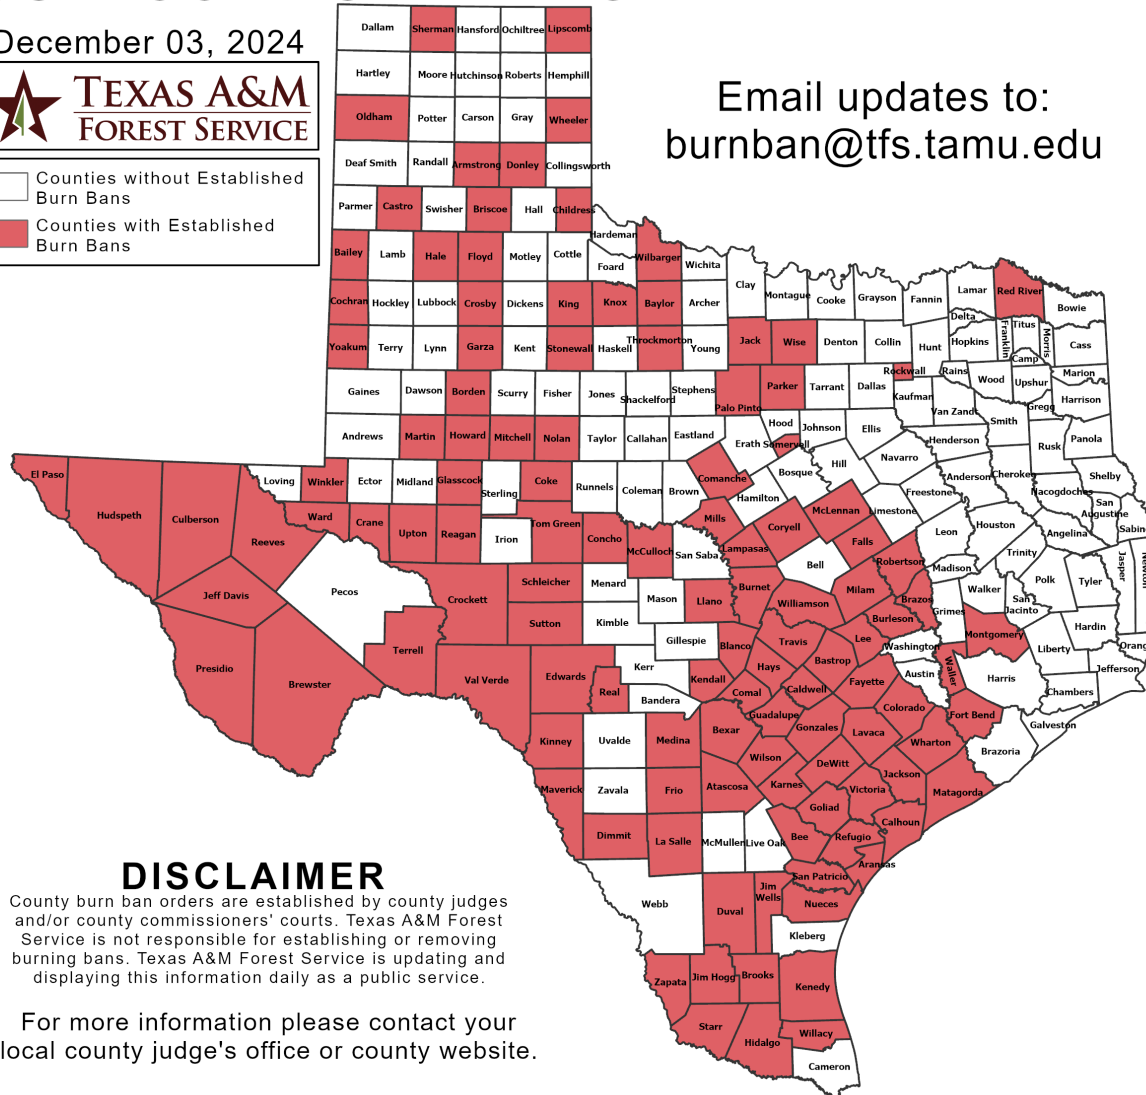 December 03, 2024
TEXAS A&M
FOREST SERVICE
Counties without Established
Burn Bans
Counties with Established
Burn Bans
Email updates to:
burnban@tfs.tamu.edu
Dallam Sherman Hansford Ochiltree Lipscomb
Hartley Moore Hutchinson Roberts Hemphill
Oldham Potter Carson Gray Wheeler
Deaf Smith Randall Armstrong Donley Collingsworth
Parmer Castro Swisher Briscoe Hall Childress
Hardeman
Bailey Lamb Hale Floyd Motley Cottle Foard Wilbarger Wichita
Clay Montague Cooke Grayson Fannin Lamar Red River Bowie
Cochran Hockley Lubbock Crosby Dickens King Knox Baylor Archer
Delta Hopkins Franklin Titus Camp Morris Cass
Yoakum Terry Lynn Garza Kent Stonewall Haskell Throckmorton Young Jack Wise Denton Collin Hunt
Rockwall Rains Wood Upshur Marion
Gaines Dawson Borden Scurry Fisher Jones Shackelford Stephens Palo Pinto Parker Tarrant Dallas Kaufman Van Zandt Smith Gregg Harrison
Andrews Martin Howard Mitchell Nolan Taylor Callahan Eastland Erath Hood Somervell Johnson Ellis Henderson Rusk Panola
El Paso Loving Winkler Ector Midland Glasscock Sterling Coke Runnels Coleman Brown Comanche Hamilton Bosque Hill Navarro Freestone Anderson Cherokee Nacogdoches Shelby
San
Augustine
Sabin
Hudspeth Culberson Reeves Ward Crane Upton Reagan Irion Tom Green Concho McCulloch San Saba Mills Lampasas Coryell McLennan Limestone Falls Leon Houston Angelina
Jeff Davis Pecos Crockett Schleicher Menard Mason Llano Burnet Bell Williamson Milam Robertson Brazos Madison Walker Trinity Polk Tyler Jasper Newton
Presidio Brewster Terrell Sutton Kimble Gillespie Blanco Travis Lee Burleson Washington Grimes Montgomery
San
Jacinto
Hardin Liberty Orang
Val Verde Edwards Real Kerr Bandera Kendall Comal Hays Caldwell Bastrop Fayette Austin Waller Harris Chambers Jefferson
Kinney Uvalde Medina Bexar Guadalupe Gonzales Lavaca Colorado Wharton Fort Bend Brazoria Galveston
Maverick Zavala Frio Atascosa Wilson Karnes DeWitt Victoria Jackson Matagorda
Dimmit La Salle McMullen Live Oak Bee Goliad Refugio Calhoun Aransas
Webb Duval
Jim
Wells
San Patricio Nueces Kleberg
Zapata Jim Hogg Brooks Kenedy
Starr Hidalgo Willacy Cameron
DISCLAIMER
County burn ban orders are established by county judges
and/or county commissioners' courts. Texas A&M Forest
Service is not responsible for establishing or removing
burning bans. Texas A&M Forest Service is updating and
displaying this information daily as a public service.
For more information please contact your
local county judge's office or county website.